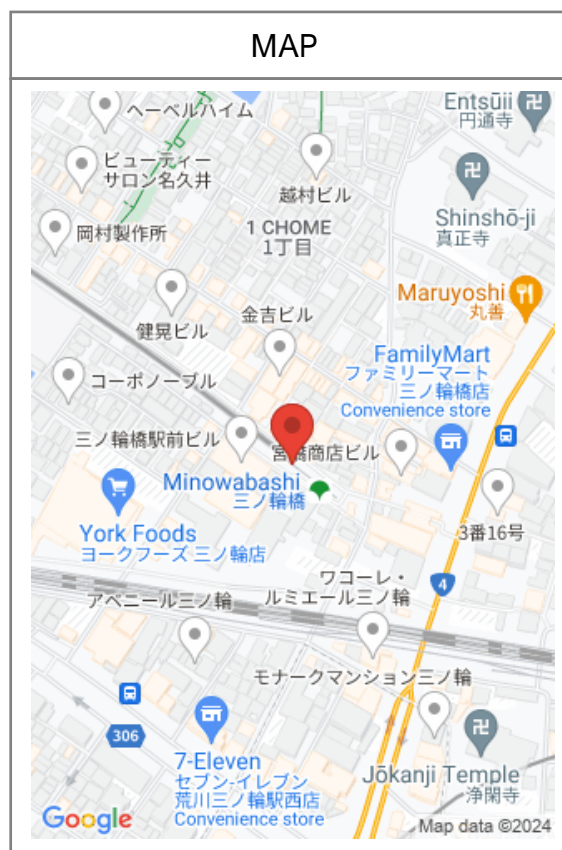 MAP
Entsūji
円通寺
ヘーベルハイム
ビューティー
サロン名久井
越村ビル
Shinshō-ji
真正寺
岡村製作所
1 CHOME
1丁目
Maruyoshi
丸善
金吉ビル
健晃ビル
FamilyMart
ファミリーマート
三ノ輪橋店
Convenience store
コーポノーブル
三ノ輪橋駅前ビル
宮橋商店ビル
Minowabashi
三ノ輪橋
York Foods
ヨークフーズ 三ノ輪店
3番16号
ワコーレ・
ルミエール三ノ輪
4
アベニール三ノ輪
モナークマンション三ノ輪
306
7-Eleven
セブン-イレブン
荒川三ノ輪駅西店
Convenience store
Jōkanji Temple
浄閑寺
Google
Map data ©2024